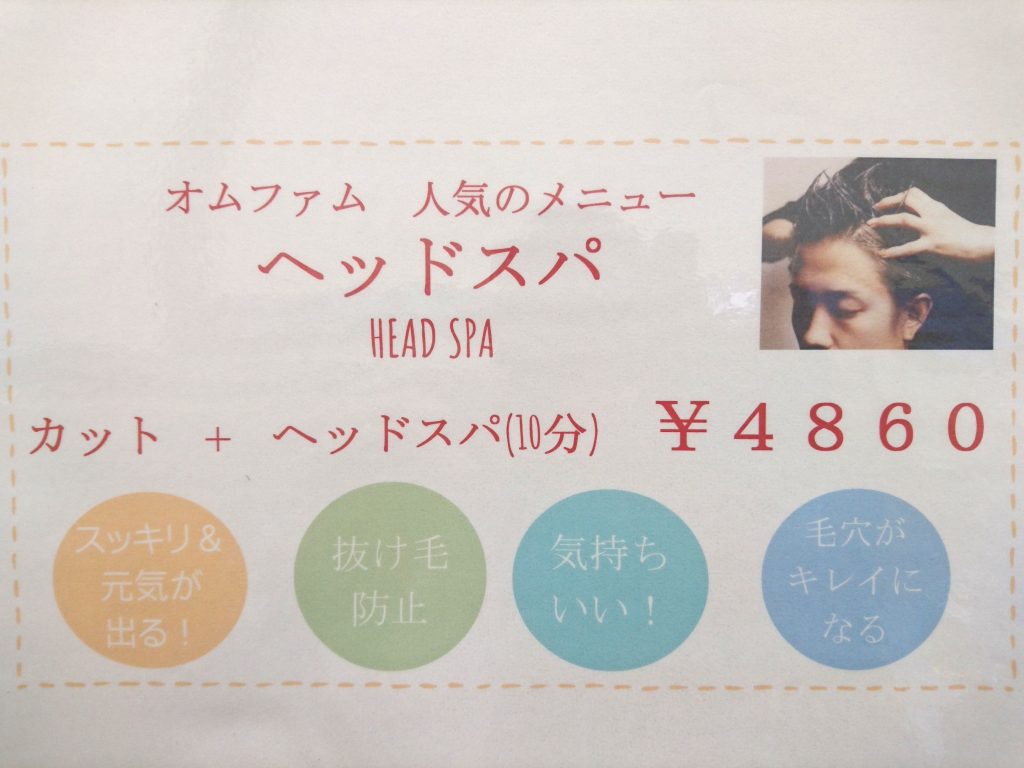 オムファム　人気のメニュー
ヘッドスパ
HEAD SPA
カット + ヘッドスパ(10分) ￥４８６０
スッキリ＆
元気が
出る！
抜け毛
防止
気持ち
いい！
毛穴が
キレイに
なる